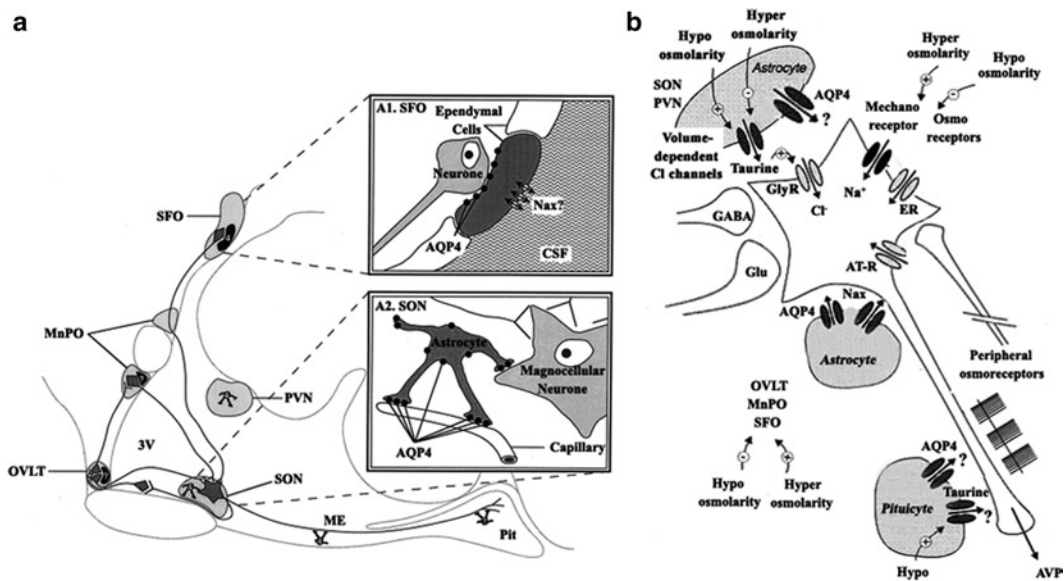 a
A1. SFO
Ependymal
Cells
Neurone
Nax?
AQP4
CSF
SFO
MnPO
PVN
3V
OVLT
SON
ME
Pit
A2. SON
Astrocyte
Magnocellular
Neurone
AQP4
Capillary
b
Hypo
osmolarity
Hyper
osmolarity
Astrocyte
SON
PVN
+
-
AQP4
?
Volume-
dependent
Cl channels
Taurine
+
GlyR
Cl-
Hyper
osmolarity
+
Hypo
osmolarity
-
Mechano
receptor
Osmo
receptors
Na+
ER
GABA
Glu
AT-R
AQP4
Nax
Astrocyte
Peripheral
osmoreceptors
OVLT
MnPO
SFO
-
+
Hypo
osmolarity
Hyper
osmolarity
AQP4
?
Taurine
?
Pituicyte
+
Hypo
AVP